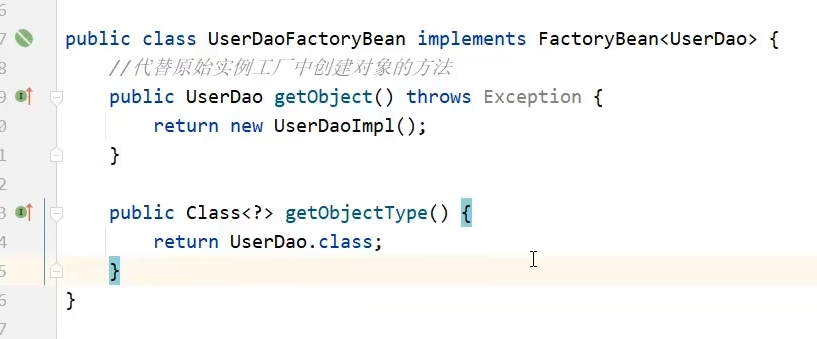 6
7 public class UserDaoFactoryBean implements FactoryBean<UserDao> {
8 //代替原始实例工厂中创建对象的方法
9 public UserDao getObject() throws Exception {
0 return new UserDaoImpl();
1 }
2
3 public Class<?> getObjectType() {
4 return UserDao.class;
5 }
6 }
7